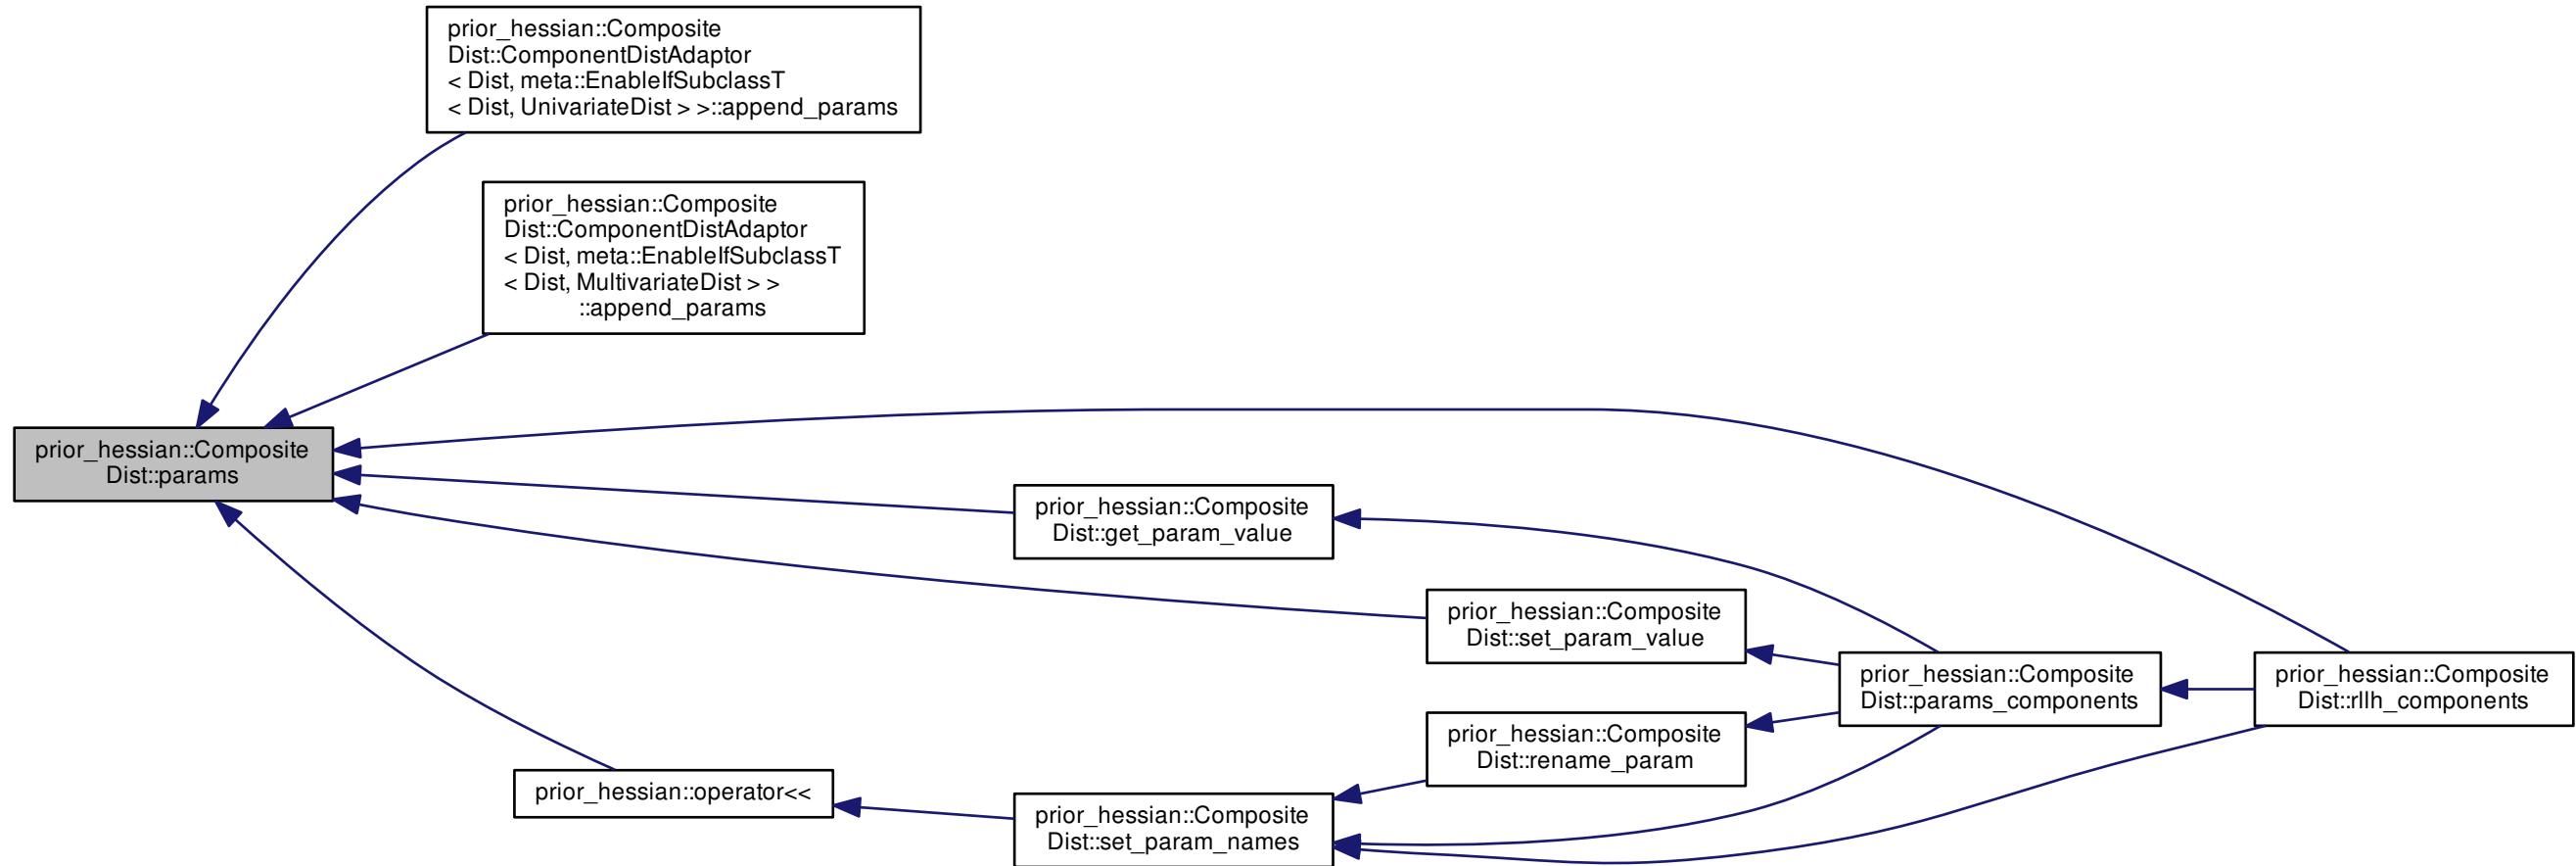 prior_hessian::Composite
Dist::ComponentDistAdaptor
< Dist, meta::EnableIfSubclassT
< Dist, UnivariateDist > >::append_params
prior_hessian::Composite
Dist::ComponentDistAdaptor
< Dist, meta::EnableIfSubclassT
< Dist, MultivariateDist > >
::append_params
prior_hessian::Composite
Dist::params
prior_hessian::Composite
Dist::get_param_value
prior_hessian::Composite
Dist::set_param_value
prior_hessian::Composite
Dist::params_components
prior_hessian::Composite
Dist::rllh_components
prior_hessian::Composite
Dist::rename_param
prior_hessian::operator<<
prior_hessian::Composite
Dist::set_param_names